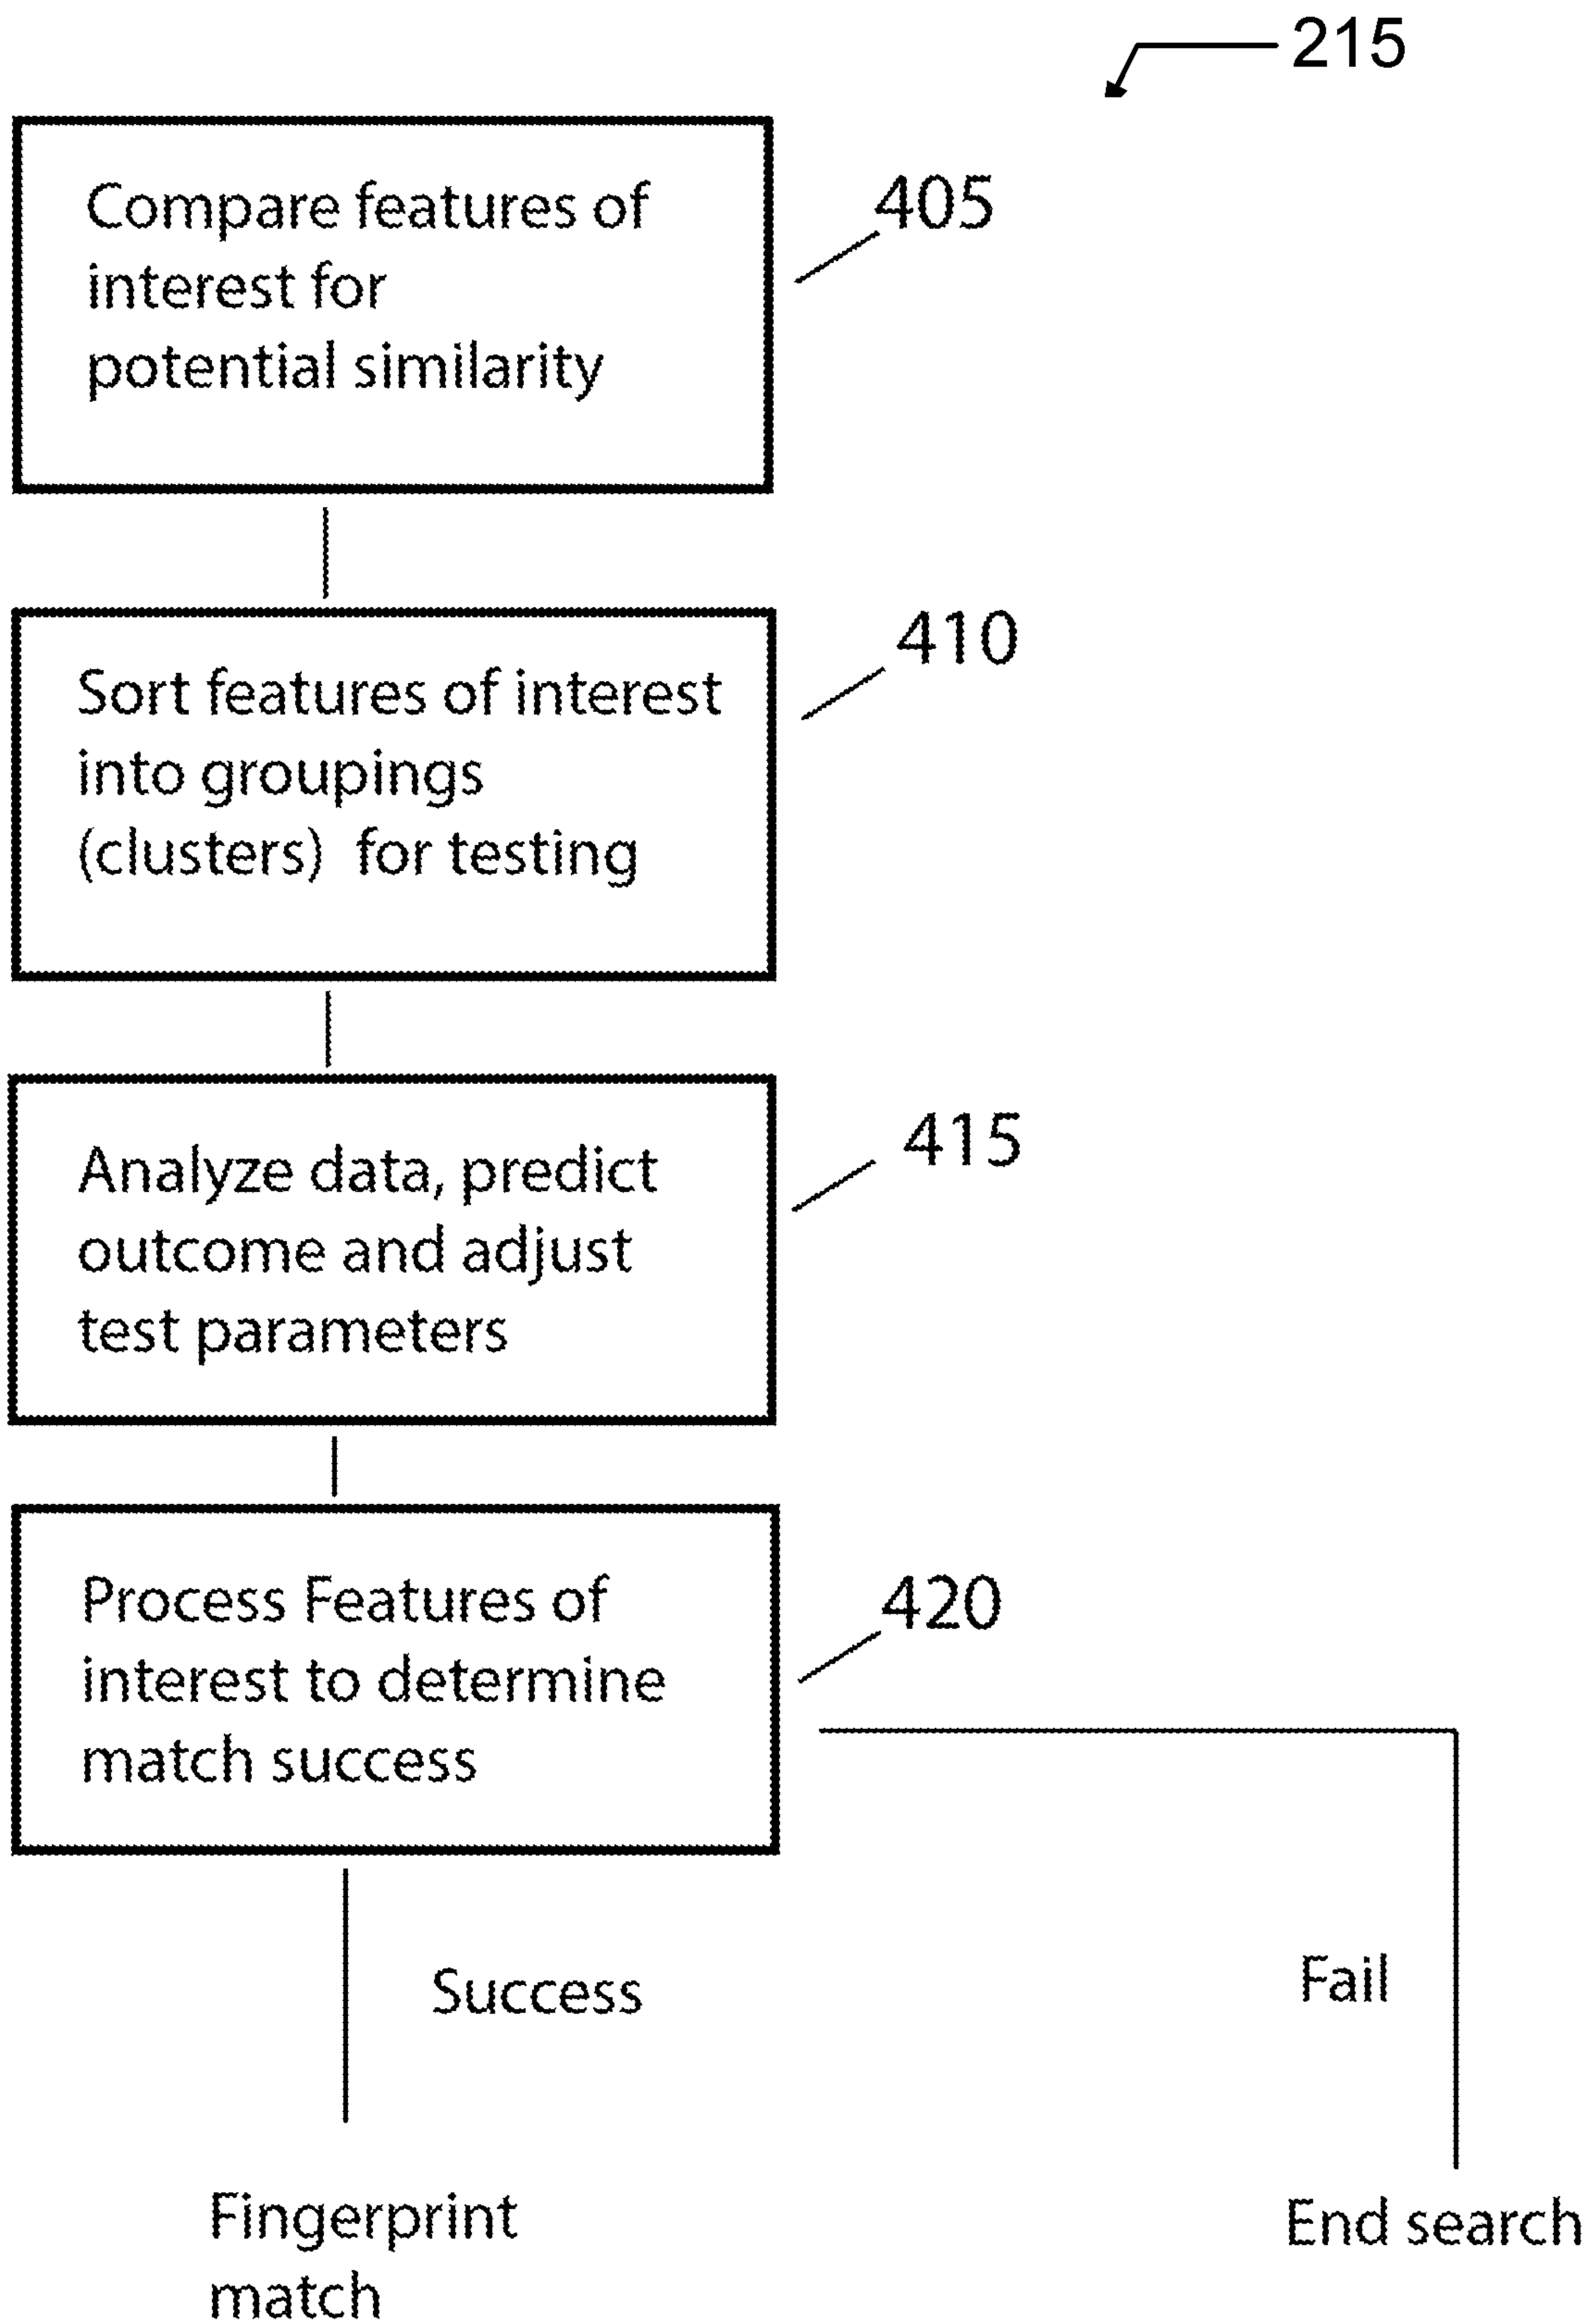 215
Compare features of
interest for
potential similarity
405
Sort features of interest
into groupings
(clusters) for testing
410
Analyze data, predict
outcome and adjust
test parameters
415
Process Features of
interest to determine
match success
420
Success
Fail
Fingerprint
match
End search